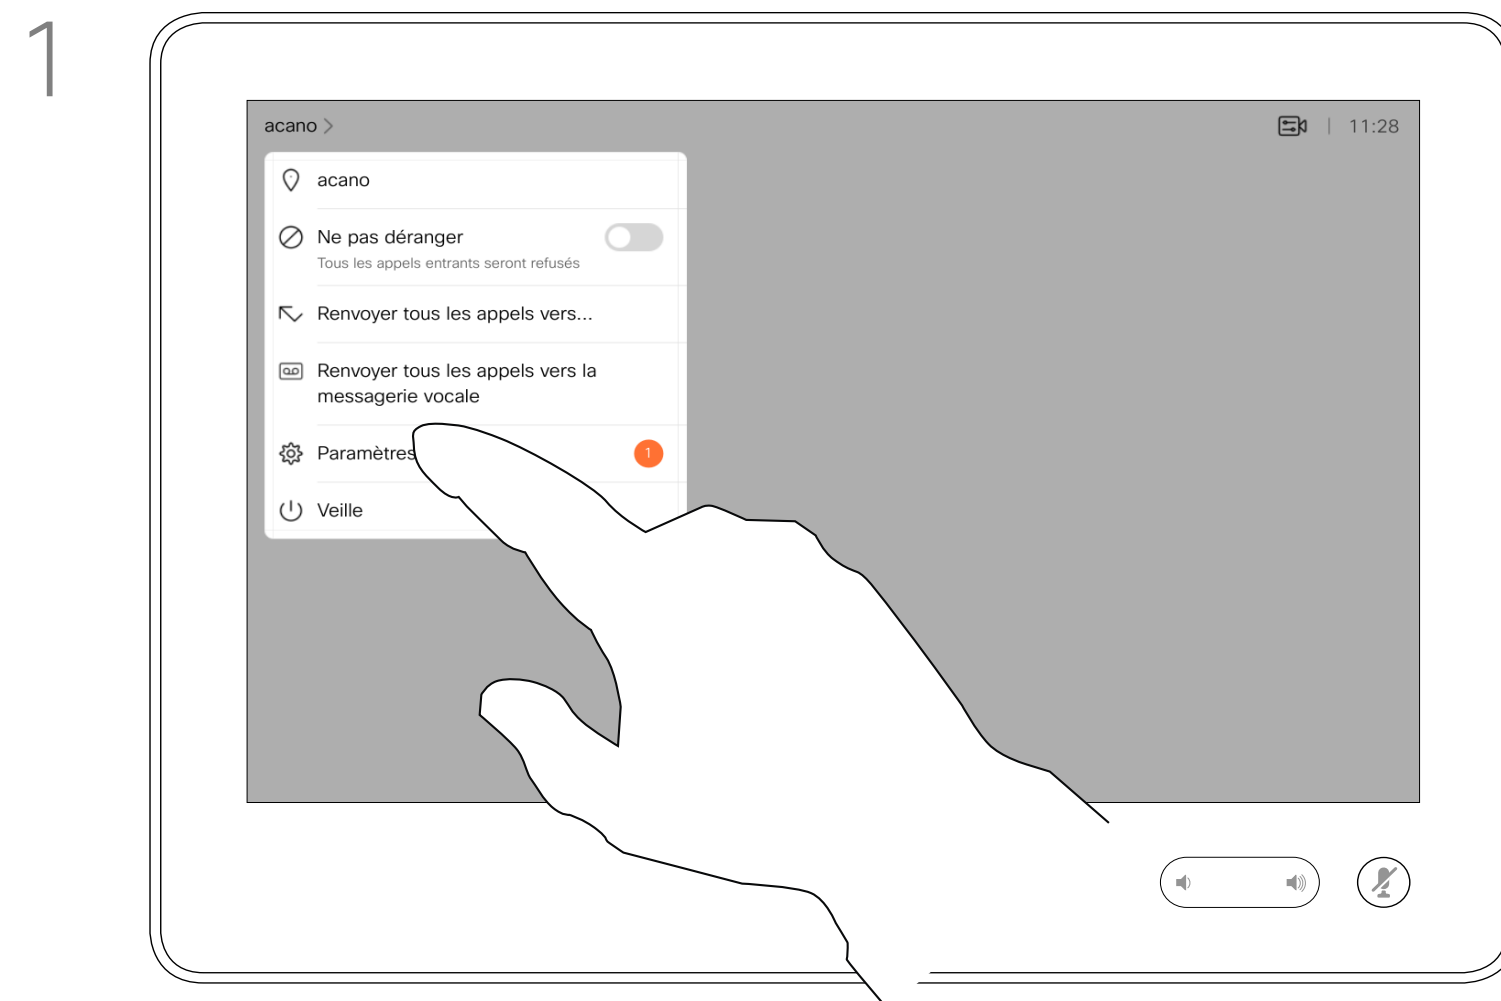 1
acano >
11:28
acano
Ne pas déranger
Tous les appels entrants seront refusés
Renvoyer tous les appels vers...
Renvoyer tous les appels vers la
messagerie vocale
Paramètres
1
Veille